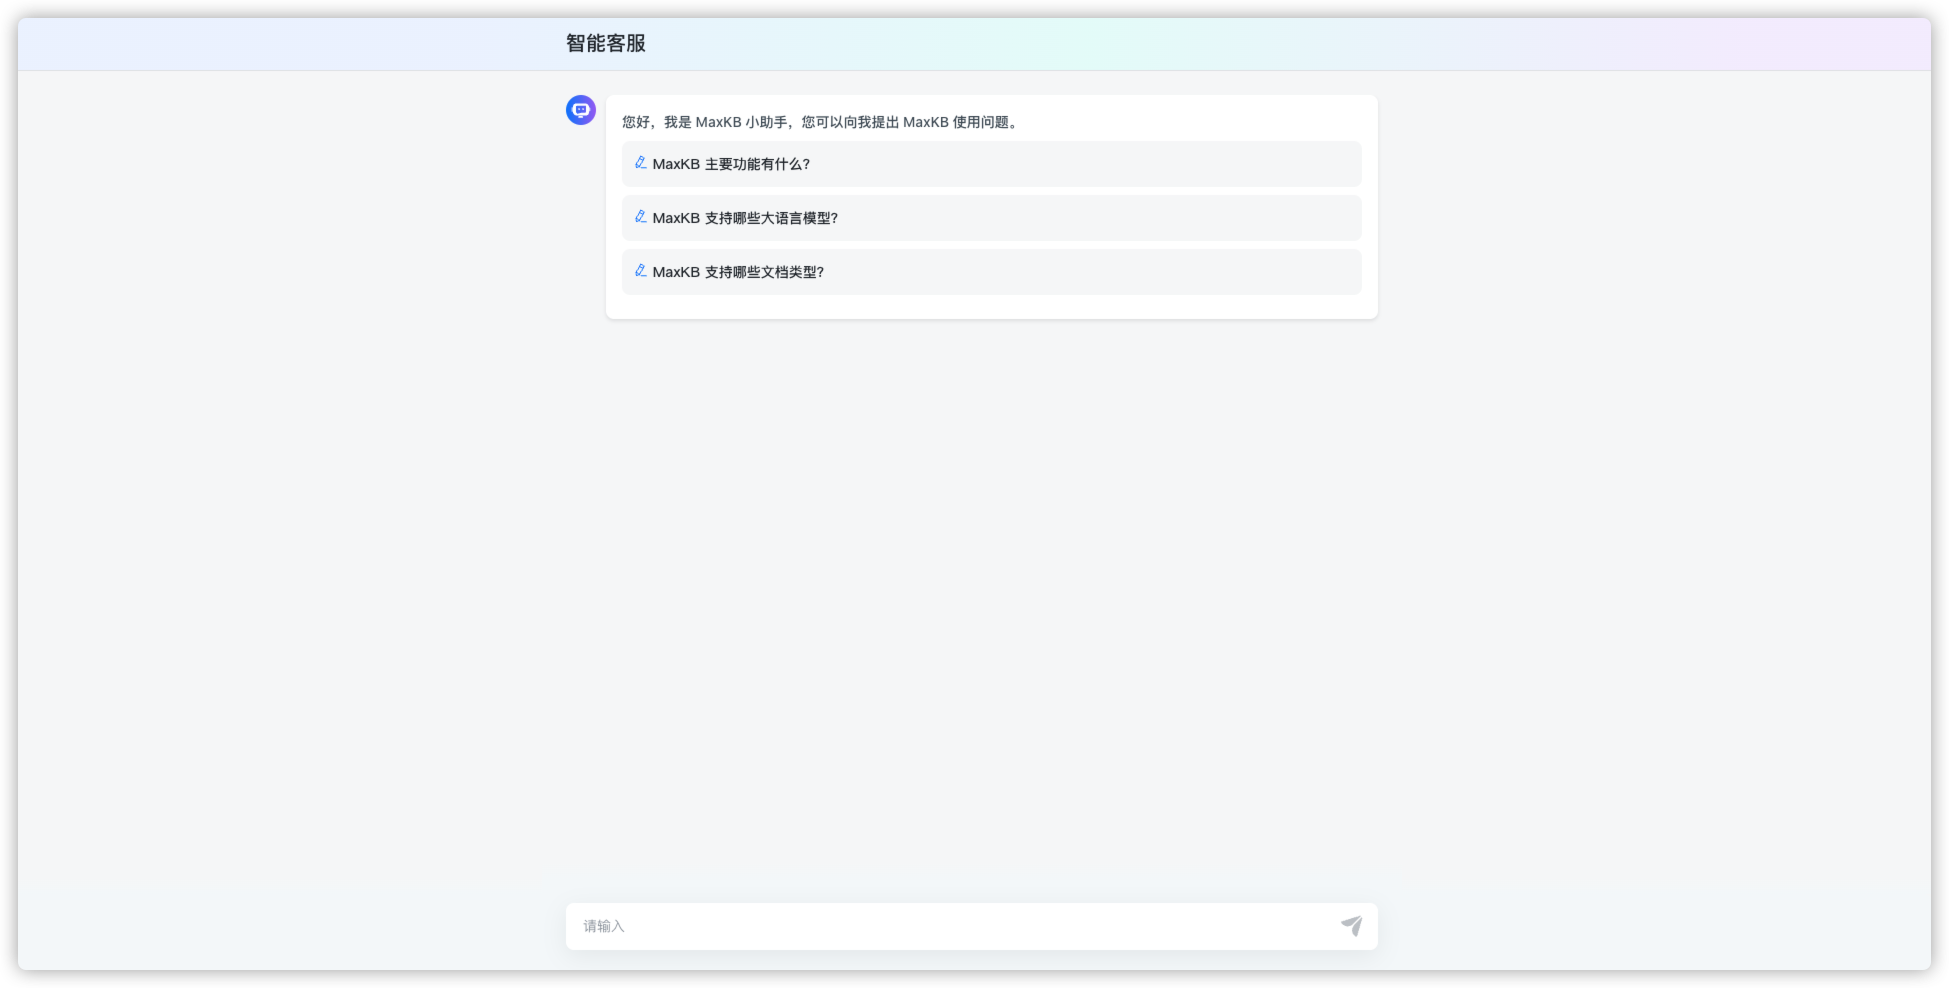 智能客服
您好，我是 MaxKB 小助手，您可以向我提出 MaxKB 使用问题。
MaxKB 主要功能有什么？
MaxKB 支持哪些大语言模型？
MaxKB 支持哪些文档类型？
请输入